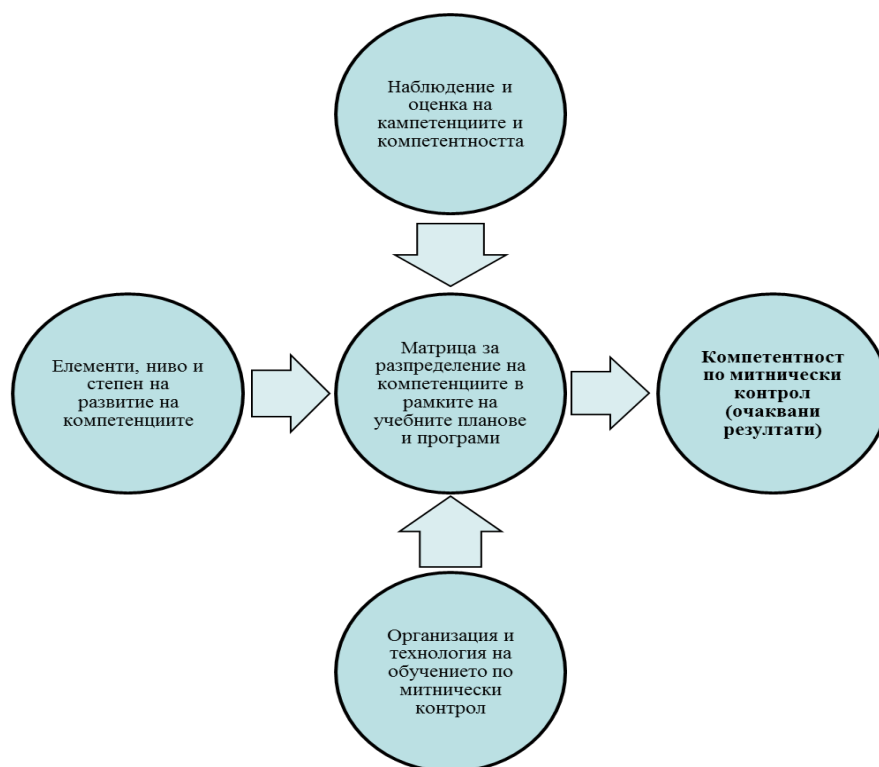 Наблюдение и
оценка на
кампетенциите и
компетентността
Елементи, ниво и
степен на
развитие на
компетенциите
Матрица за
разпределение на
компетенциите в
рамките на
учебните планове
и програми
Компетентност
по митнически
контрол
(очаквани
резултати)
Организация и
технология на
обучението по
митнически
контрол